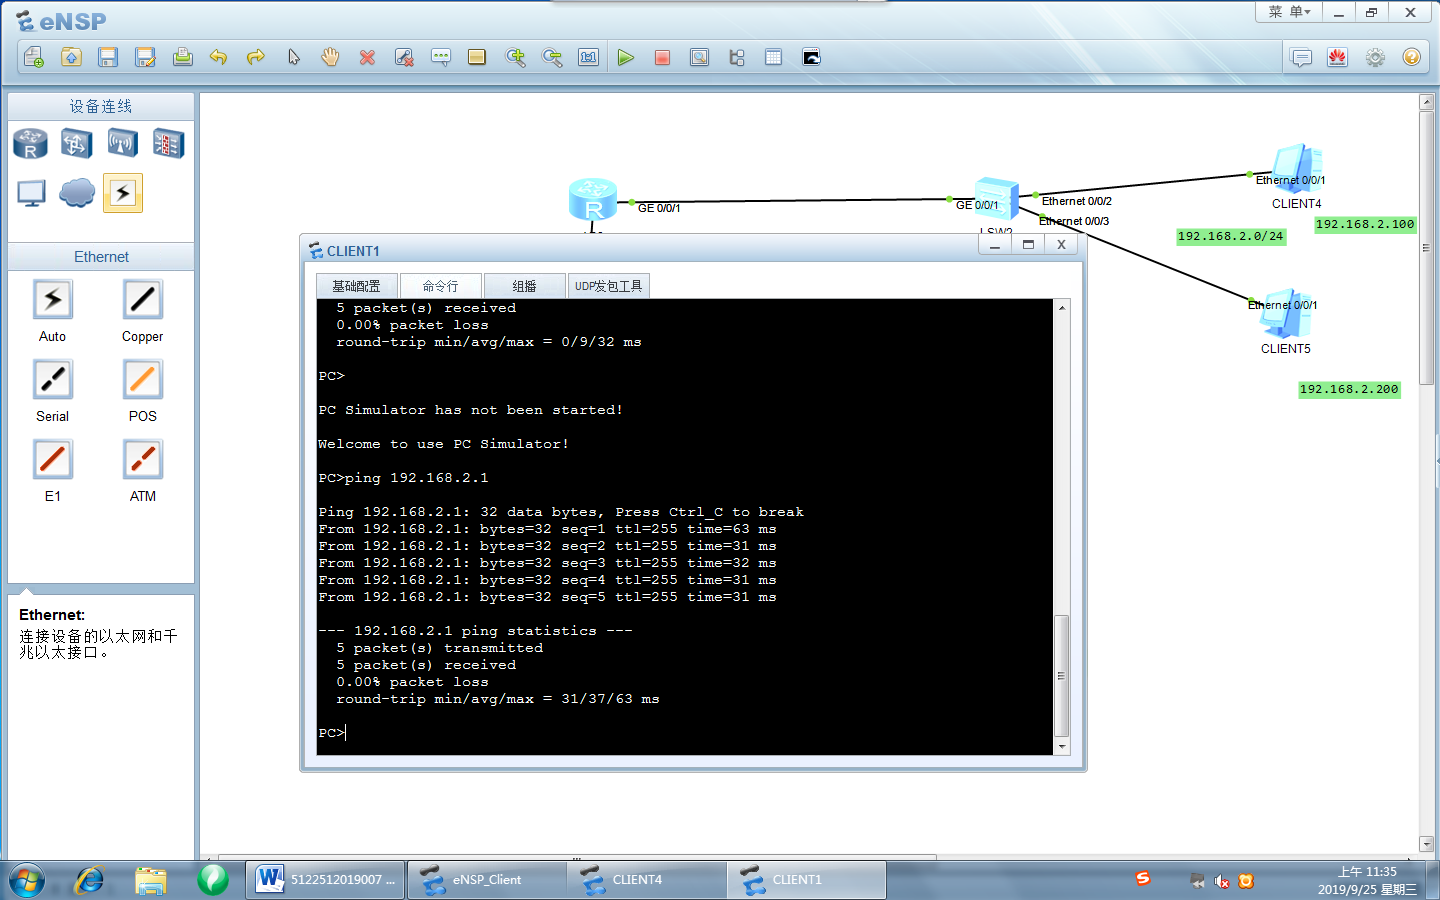 eNSP
菜 单
设备连线
Ethernet
Auto
Copper
Serial
POS
E1
ATM
Ethernet:
连接设备的以太网和千
兆以太接口。
R
GE 0/0/1
GE 0/0/1
Ethernet 0/0/2
Ethernet 0/0/3
Ethernet 0/0/1
CLIENT4
192.168.2.100
192.168.2.0/24
Ethernet 0/0/1
CLIENT5
192.168.2.200
CLIENT1
基础配置
命令行
组播
UDP发包工具
5 packet(s) received
0.00% packet loss
round-trip min/avg/max = 0/9/32 ms
PC>
PC Simulator has not been started!
Welcome to use PC Simulator!
PC>ping 192.168.2.1
Ping 192.168.2.1: 32 data bytes, Press Ctrl_C to break
From 192.168.2.1: bytes=32 seq=1 ttl=255 time=63 ms
From 192.168.2.1: bytes=32 seq=2 ttl=255 time=31 ms
From 192.168.2.1: bytes=32 seq=3 ttl=255 time=32 ms
From 192.168.2.1: bytes=32 seq=4 ttl=255 time=31 ms
From 192.168.2.1: bytes=32 seq=5 ttl=255 time=31 ms
--- 192.168.2.1 ping statistics ---
5 packet(s) transmitted
5 packet(s) received
0.00% packet loss
round-trip min/avg/max = 31/37/63 ms
PC>
5122512019007 ...
eNSP_Client
CLIENT4
CLIENT1
上午 11:35
2019/9/25 星期三